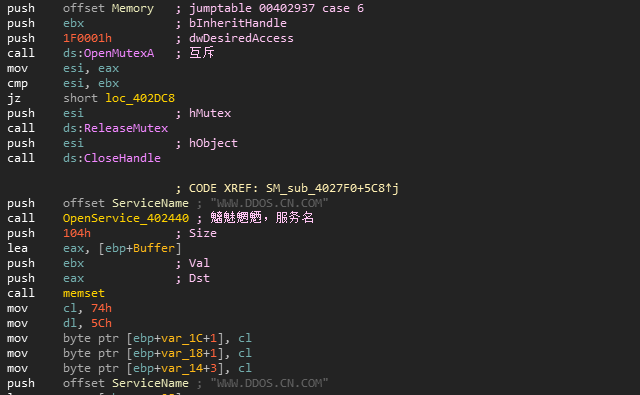 push offset Memory ; jumptable 00402937 case 6
push ebx ; bInheritHandle
push 1F0001h ; dwDesiredAccess
call ds:OpenMutexA ; 互斥
mov esi, eax
cmp esi, ebx
jz short loc_402DC8
push esi ; hMutex
call ds:ReleaseMutex
push esi ; hObject
call ds:CloseHandle
; CODE XREF: SM_sub_4027F0+5C8↑j
push offset ServiceName ; "WWW.DDOS.CN.COM"
call OpenService_402440 ; 魑魅魍魉，服务名
push 104h ; Size
lea eax, [ebp+Buffer]
push ebx ; Val
push eax ; Dst
call memset
mov cl, 74h
mov dl, 5Ch
mov byte ptr [ebp+var_1C+1], cl
mov byte ptr [ebp+var_18+1], cl
mov byte ptr [ebp+var_14+3], cl
push offset ServiceName ; "WWW.DDOS.CN.COM"